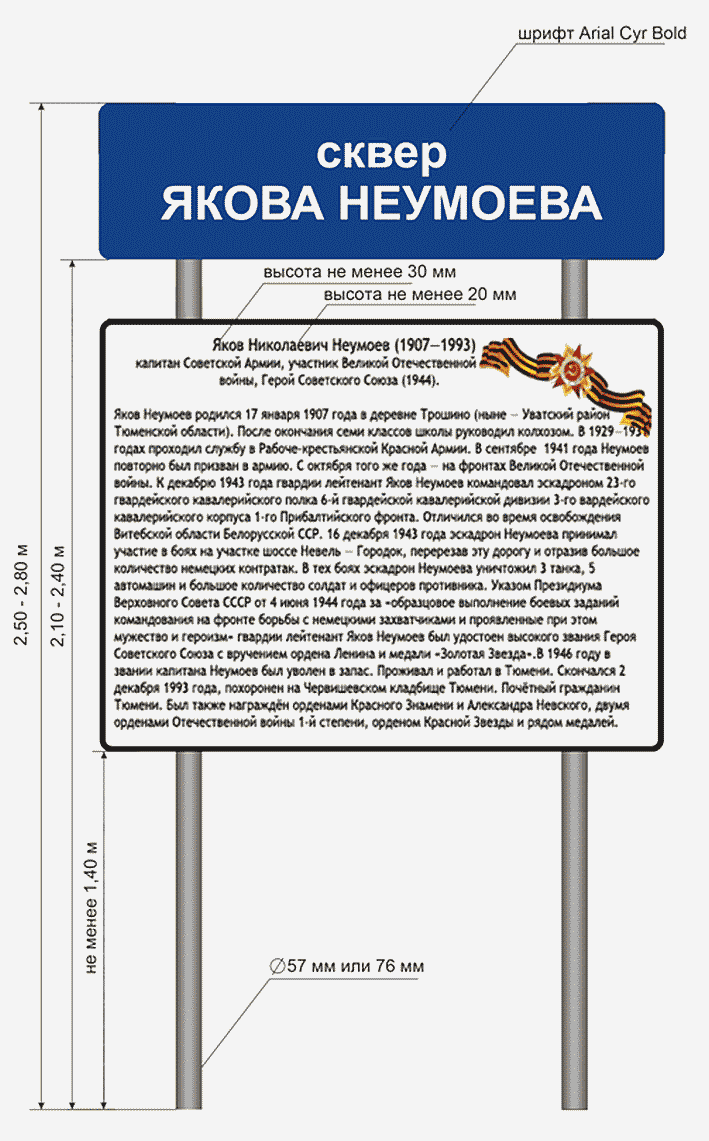 шрифт Arial Cyr Bold
сквер
ЯКОВА НЕУМОЕВА
высота не менее 30 мм
высота не менее 20 мм
Яков Николаевич Неумоев (1907–1993)
капитан Советской Армии, участник Великой Отечественной
войны, Герой Советского Союза (1944).
Яков Неумоев родился 17 января 1907 года в деревне Трошино (ныне – Уватский район
Тюменской области). После окончания семи классов школы руководил колхозом. В 1929–1931
годах проходил службу в Рабоче-крестьянской Красной Армии. В сентябре 1941 года Неумоев
повторно был призван в армию. С октября того же года – на фронтах Великой Отечественной
войны. К декабрю 1943 года гвардии лейтенант Яков Неумоев командовал эскадроном 23-го
гвардейского кавалерийского полка 6-й гвардейской кавалерийской дивизии 3-го вардейского
кавалерийского корпуса 1-го Прибалтийского фронта. Отличился во время освобождения
Витебской области Белорусской ССР. 16 декабря 1943 года эскадрон Неумоева принимал
участие в боях на участке шоссе Невель – Городок, перерезав эту дорогу и отразив большое
количество немецких контратак. В тех боях эскадрон Неумоева уничтожил 3 танка, 5
автомашин и большое количество солдат и офицеров противника. Указом Президиума
Верховного Совета СССР от 4 июня 1944 года за «образцовое выполнение боевых заданий
командования на фронте борьбы с немецкими захватчиками и проявленные при этом
мужество и героизм» гвардии лейтенант Яков Неумоев был удостоен высокого звания Героя
Советского Союза с вручением ордена Ленина и медали «Золотая Звезда».В 1946 году в
звании капитана Неумоев был уволен в запас. Проживал и работал в Тюмени. Скончался 2
декабря 1993 года, похоронен на Червишевском кладбище Тюмени. Почётный гражданин
Тюмени. Был также награждён орденами Красного Знамени и Александра Невского, двумя
орденами Отечественной войны 1-й степени, орденом Красной Звезды и рядом медалей.
2,50 - 2,80 м
2,10 - 2,40 м
не менее 1,40 м
∅57 мм или 76 мм